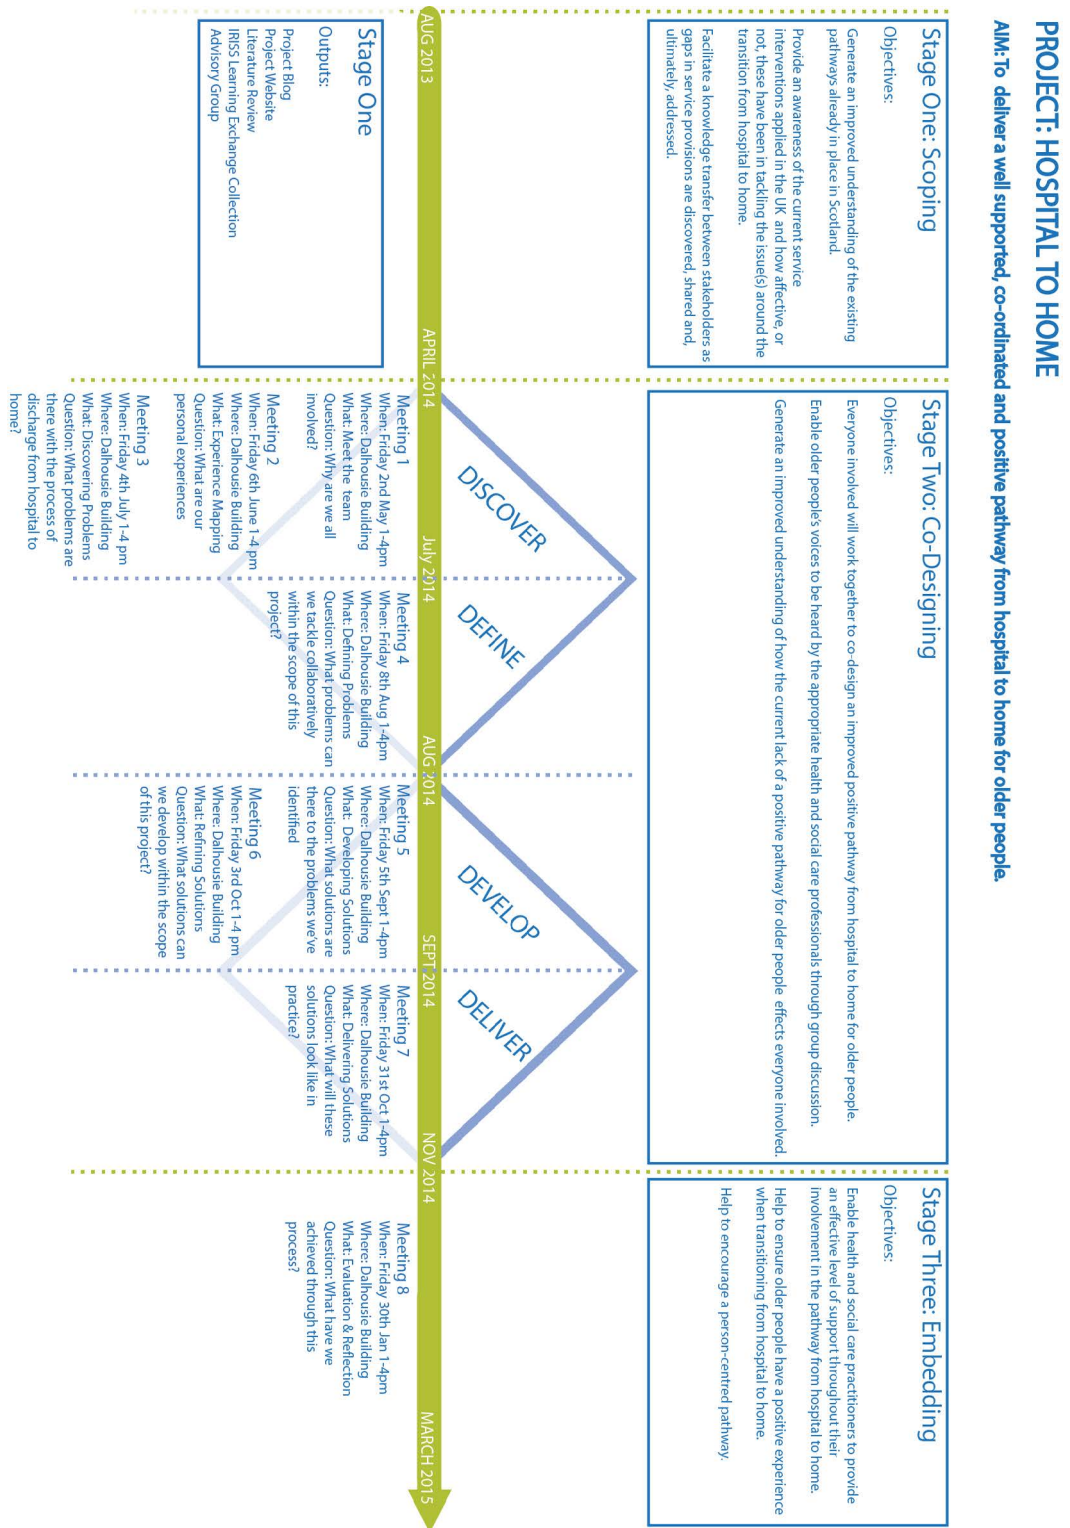 PROJECT: HOSPITAL TO HOME
AIM: To deliver a well supported, co-ordinated and positive pathway from hospital to home for older people.
Stage One: Scoping
Objectives:
Generate an improved understanding of the existing
pathways already in place in Scotland.
Provide an awareness of the current service
interventions applied in the UK and how affective, or
not, these have been in tackling the issue(s) around the
transition from hospital to home.
Facilitate a knowledge transfer between stakeholders as
gaps in service provisions are discovered, shared and,
ultimately, addressed.
Stage Two: Co-Designing
Objectives:
Everyone involved will work together to co-design an improved positive pathway from hospital to home for older people.
Enable older people's voices to be heard by the appropriate health and social care professionals through group discussion.
Generate an improved understanding of how the current lack of a positive pathway for older people effects everyone involved.
Stage Three: Embedding
Objectives:
Enable health and social care practitioners to provide
an effective level of support throughout their
involvement in the pathway from hospital to home.
Help to ensure older people have a positive experience
when transitioning from hospital to home.
Help to encourage a person-centred pathway.
DISCOVER
DEFINE
DEVELOP
DELIVER
AUG 2013
APRIL 2014
July 2014
AUG 2014
SEPT 2014
NOV 2014
MARCH 2015
Stage One
Outputs:
Project Blog
Project Website
Literature Review
IRISS Learning Exchange Collection
Advisory Group
Meeting 1
When: Friday 2nd May 1-4pm
Where: Dalhousie Building
What: Meet the team
Question: Why are we all
involved?
Meeting 2
When: Friday 6th June 1-4 pm
Where: Dalhousie Building
What: Experience Mapping
Question: What are our
personal experiences
Meeting 3
When: Friday 4th July 1-4 pm
Where: Dalhousie Building
What: Discovering Problems
Question: What problems are
there with the process of
discharge from hospital to
home?
Meeting 4
When: Friday 8th Aug 1-4pm
Where: Dalhousie Building
What: Defining Problems
Question: What problems can
we tackle collaboratively
within the scope of this
project?
Meeting 5
When: Friday 5th Sept 1-4pm
Where: Dalhousie Building
What: Developing Solutions
Question: What solutions are
there to the problems we've
identified
Meeting 6
When: Friday 3rd Oct 1-4 pm
Where: Dalhousie Building
What: Refining Solutions
Question: What solutions can
we develop within the scope
of this project?
Meeting 7
When: Friday 31st Oct 1-4pm
Where: Dalhousie Building
What: Delivering Solutions
Question: What will these
solutions look like in
practice?
Meeting 8
When: Friday 30th Jan 1-4pm
Where: Dalhousie Building
What: Evaluation & Reflection
Question: What have we
achieved through this
process?